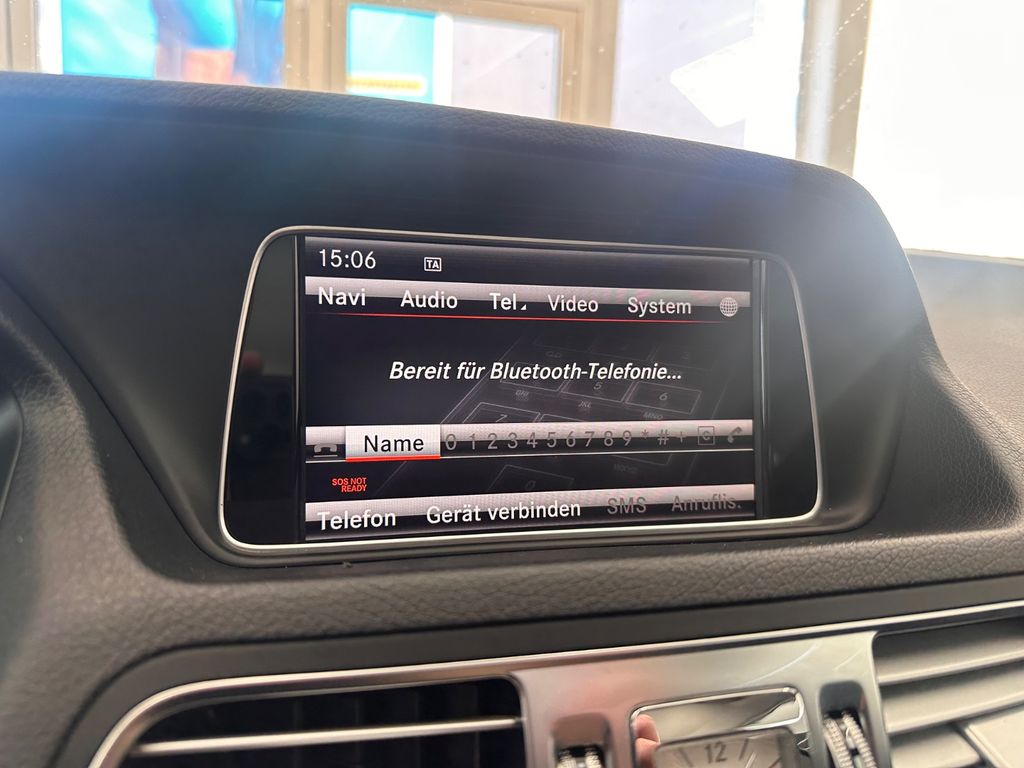 15:06 TA
Navi Audio Tel Video System
Bereit für Bluetooth-Telefonie...
Name 0 1 2 3 4 5 6 7 8 9 * # + C
SOS NOT
READY
Telefon Gerät verbinden SMS Anruflis.
12